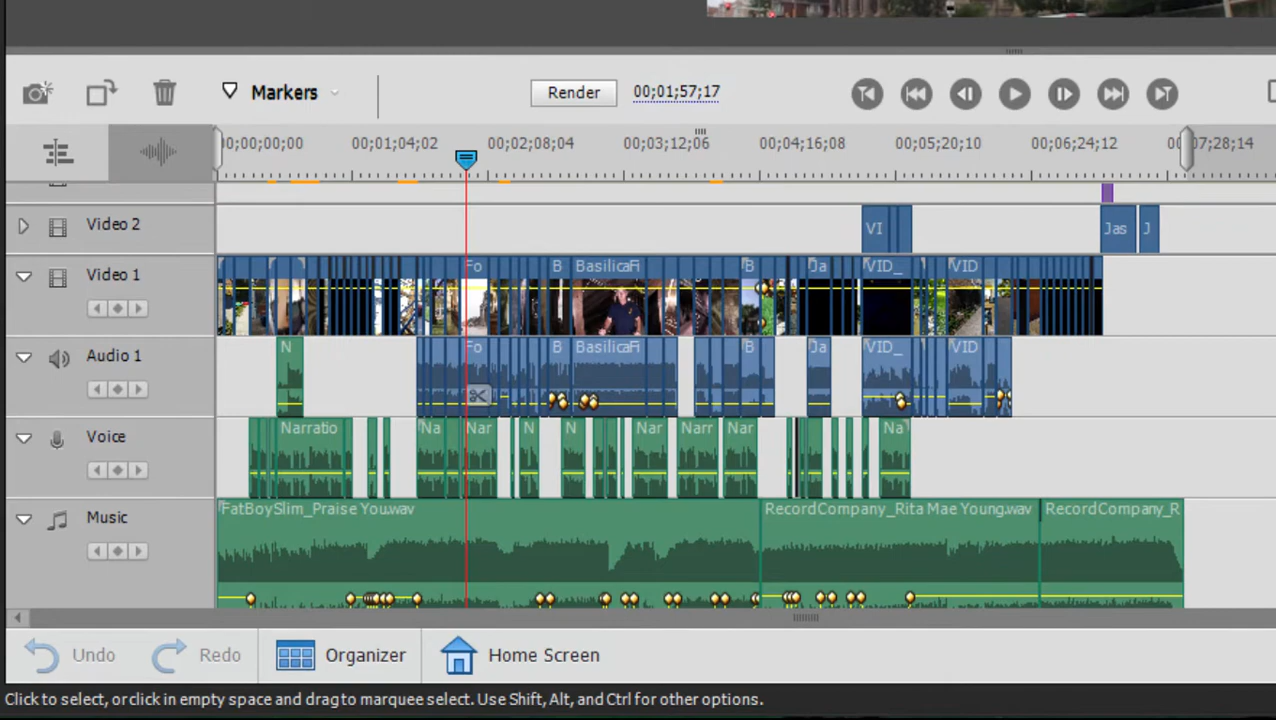 Markers
Render
00;01;57;17
00;00;00;00
00;01;04;02
00;02;08;04
00;03;12;06
00;04;16;08
00;05;20;10
00;06;24;12
00;07;28;14
Video 2
VI
Jas
J
Video 1
Fo
B
BasilicaFi
B
Ja
VID_
VID
Audio 1
N
Fo
B
BasilicaFi
B
Ja
VID_
VID
Voice
Narratio
Na
Nar
N
N
Nar
Narr
Nar
Na
Music
FatBoySlim_Praise You.wav
RecordCompany_Rita Mae Young.wav
RecordCompany_R
Undo
Redo
Organizer
Home Screen
Click to select, or click in empty space and drag to marquee select. Use Shift, Alt, and Ctrl for other options.